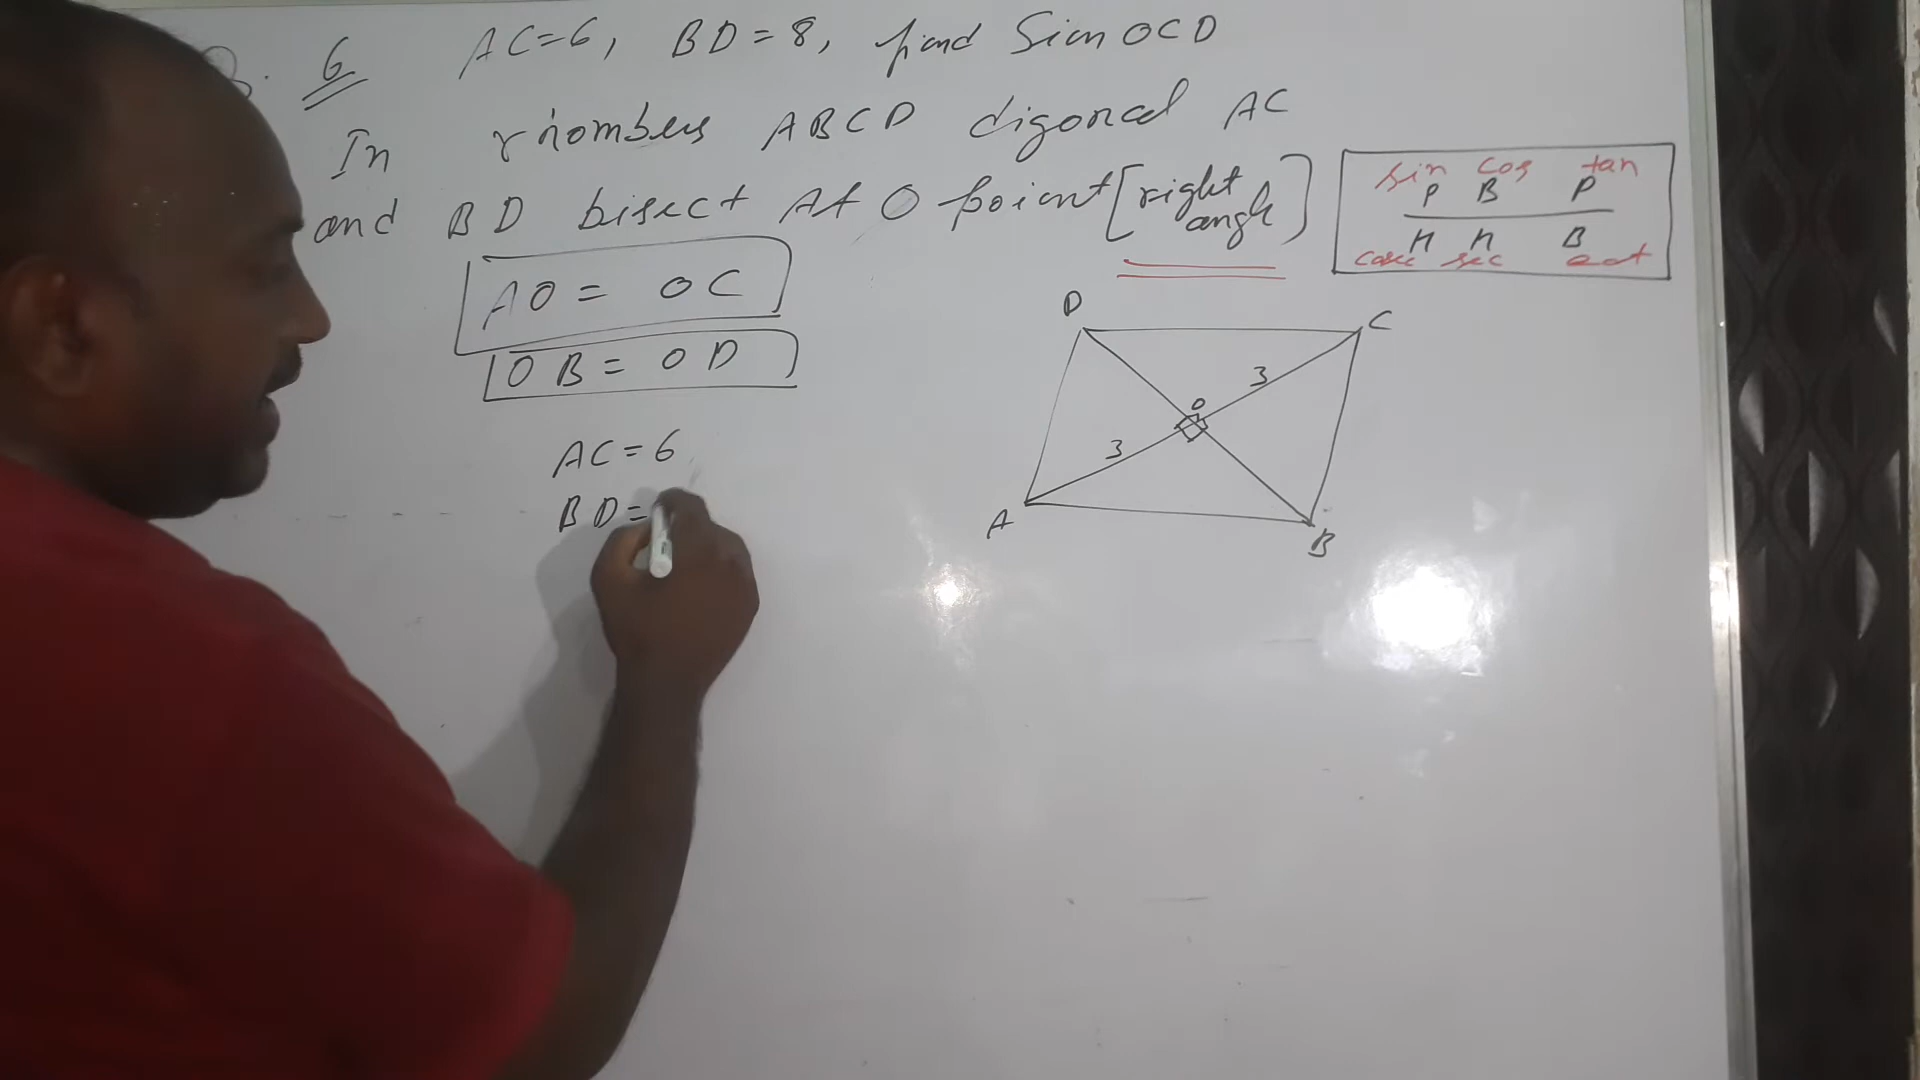 6 AC=6, BD=8, find Sin OCD
In rhombus ABCD digonal AC
and BD bisect At O point [right angle]
sin cos tan
P B P
H H B
cosec sec cot
AO = OC
OB = OD
AC=6
BD=
D
C
3
O
3
A
B